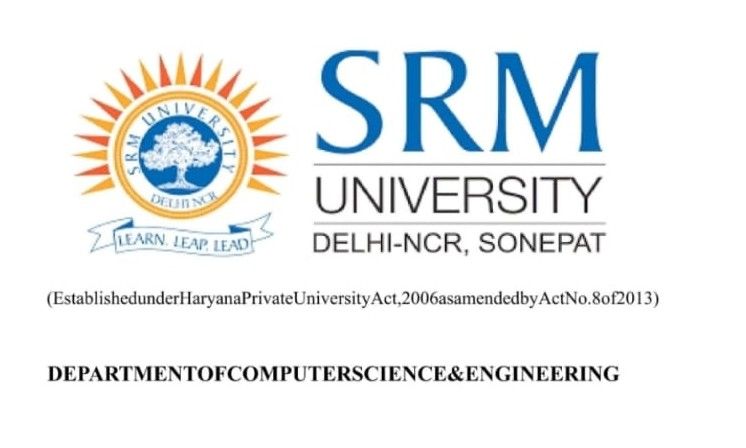 SRM UNIVERSITY
DELHI-NCR
LEARN. LEAP. LEAD
SRM
UNIVERSITY
DELHI-NCR, SONEPAT
(EstablishedunderHaryanaPrivateUniversityAct,2006asamendedbyActNo.8of2013)
DEPARTMENTOFCOMPUTERSCIENCE&ENGINEERING